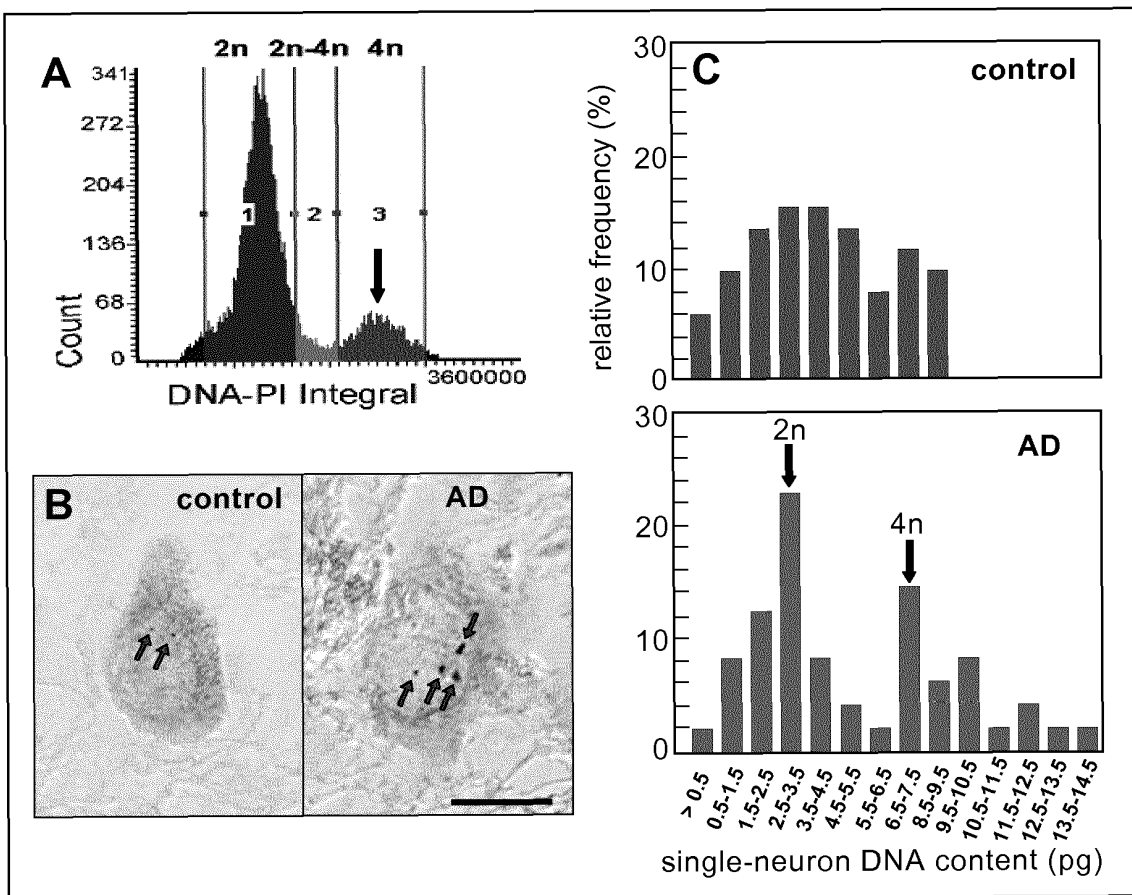 A
2n 2n-4n 4n
341
272
204
136
68
0
Count
1 2 3
3600000
DNA-PI Integral
B
control
AD
C
control
relative frequency (%)
30
20
10
0
AD
30
20
10
0
2n
4n
> 0.5
0.5-1.5
1.5-2.5
2.5-3.5
3.5-4.5
4.5-5.5
5.5-6.5
6.5-7.5
8.5-9.5
9.5-10.5
10.5-11.5
11.5-12.5
12.5-13.5
13.5-14.5
single-neuron DNA content (pg)